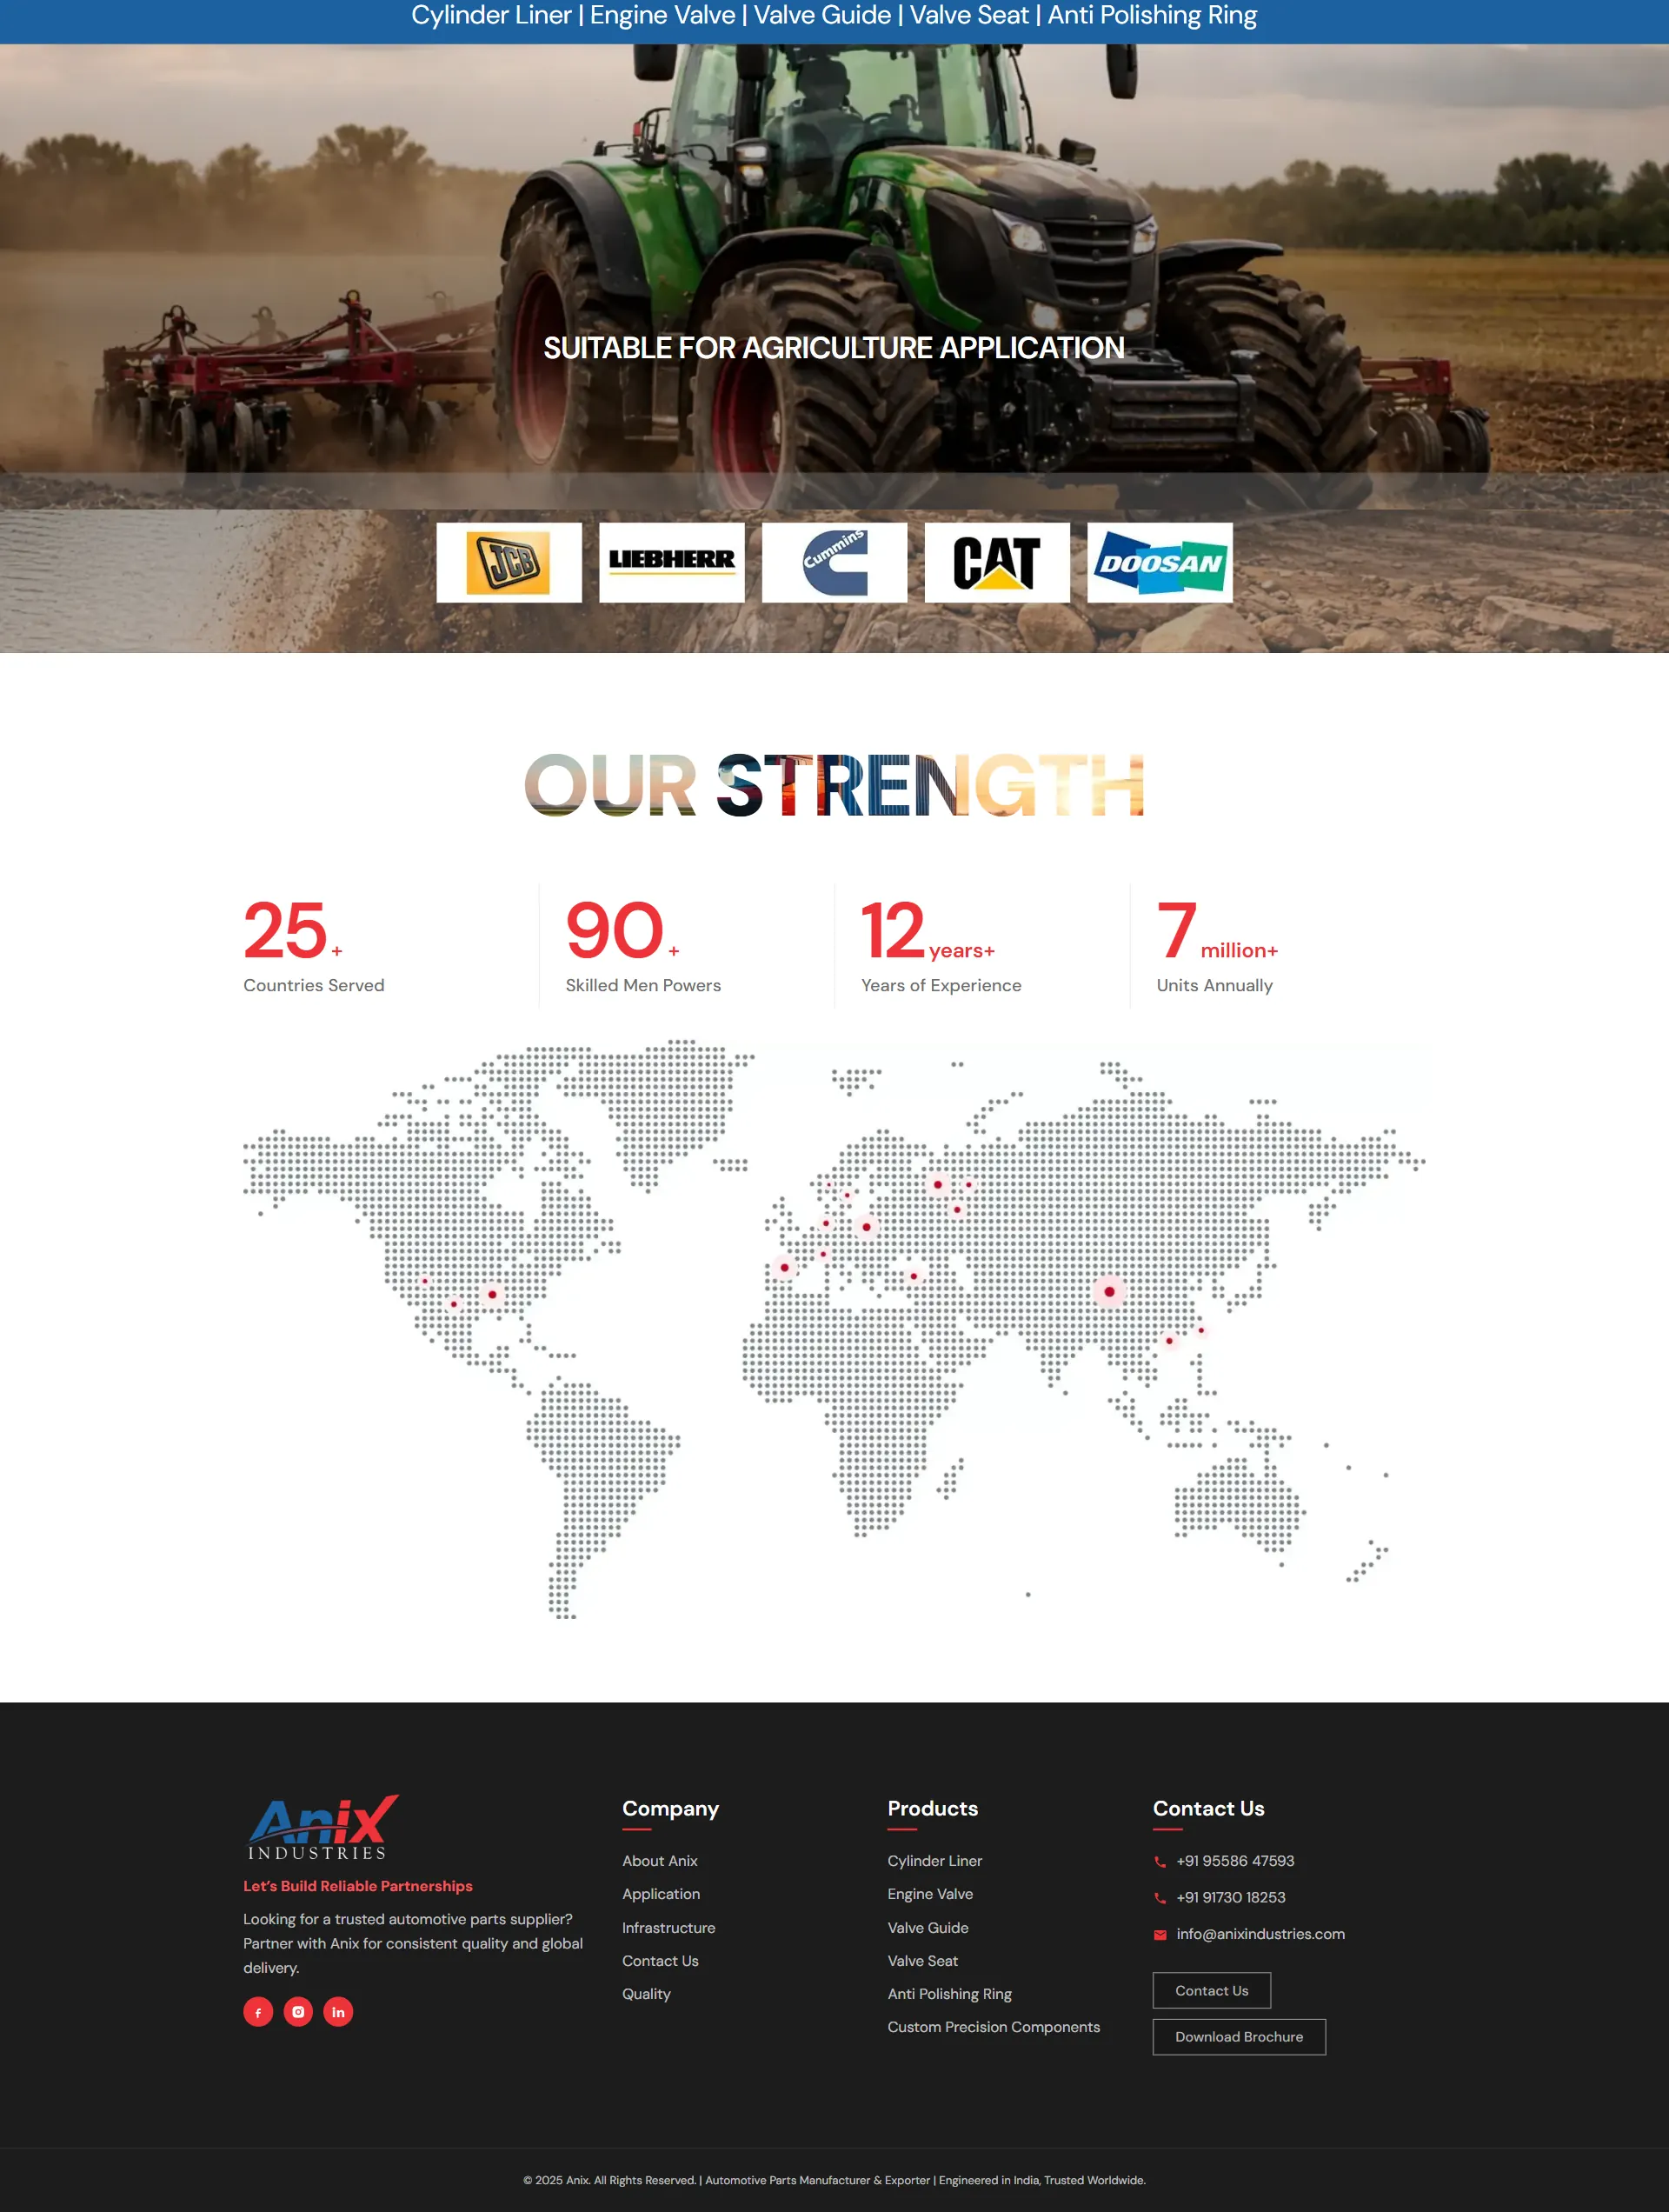 Cylinder Liner | Engine Valve | Valve Guide | Valve Seat | Anti Polishing Ring
SUITABLE FOR AGRICULTURE APPLICATION
JCB
LIEBHERR
Cummins
CAT
DOOSAN
OUR STRENGTH
25+
Countries Served
90+
Skilled Men Powers
12 years+
Years of Experience
7 million+
Units Annually
Anix
INDUSTRIES
Let’s Build Reliable Partnerships
Looking for a trusted automotive parts supplier?
Partner with Anix for consistent quality and global
delivery.
Company
About Anix
Application
Infrastructure
Contact Us
Quality
Products
Cylinder Liner
Engine Valve
Valve Guide
Valve Seat
Anti Polishing Ring
Custom Precision Components
Contact Us
+91 95586 47593
+91 91730 18253
info@anixindustries.com
Contact Us
Download Brochure
© 2025 Anix. All Rights Reserved. | Automotive Parts Manufacturer & Exporter | Engineered in India, Trusted Worldwide.